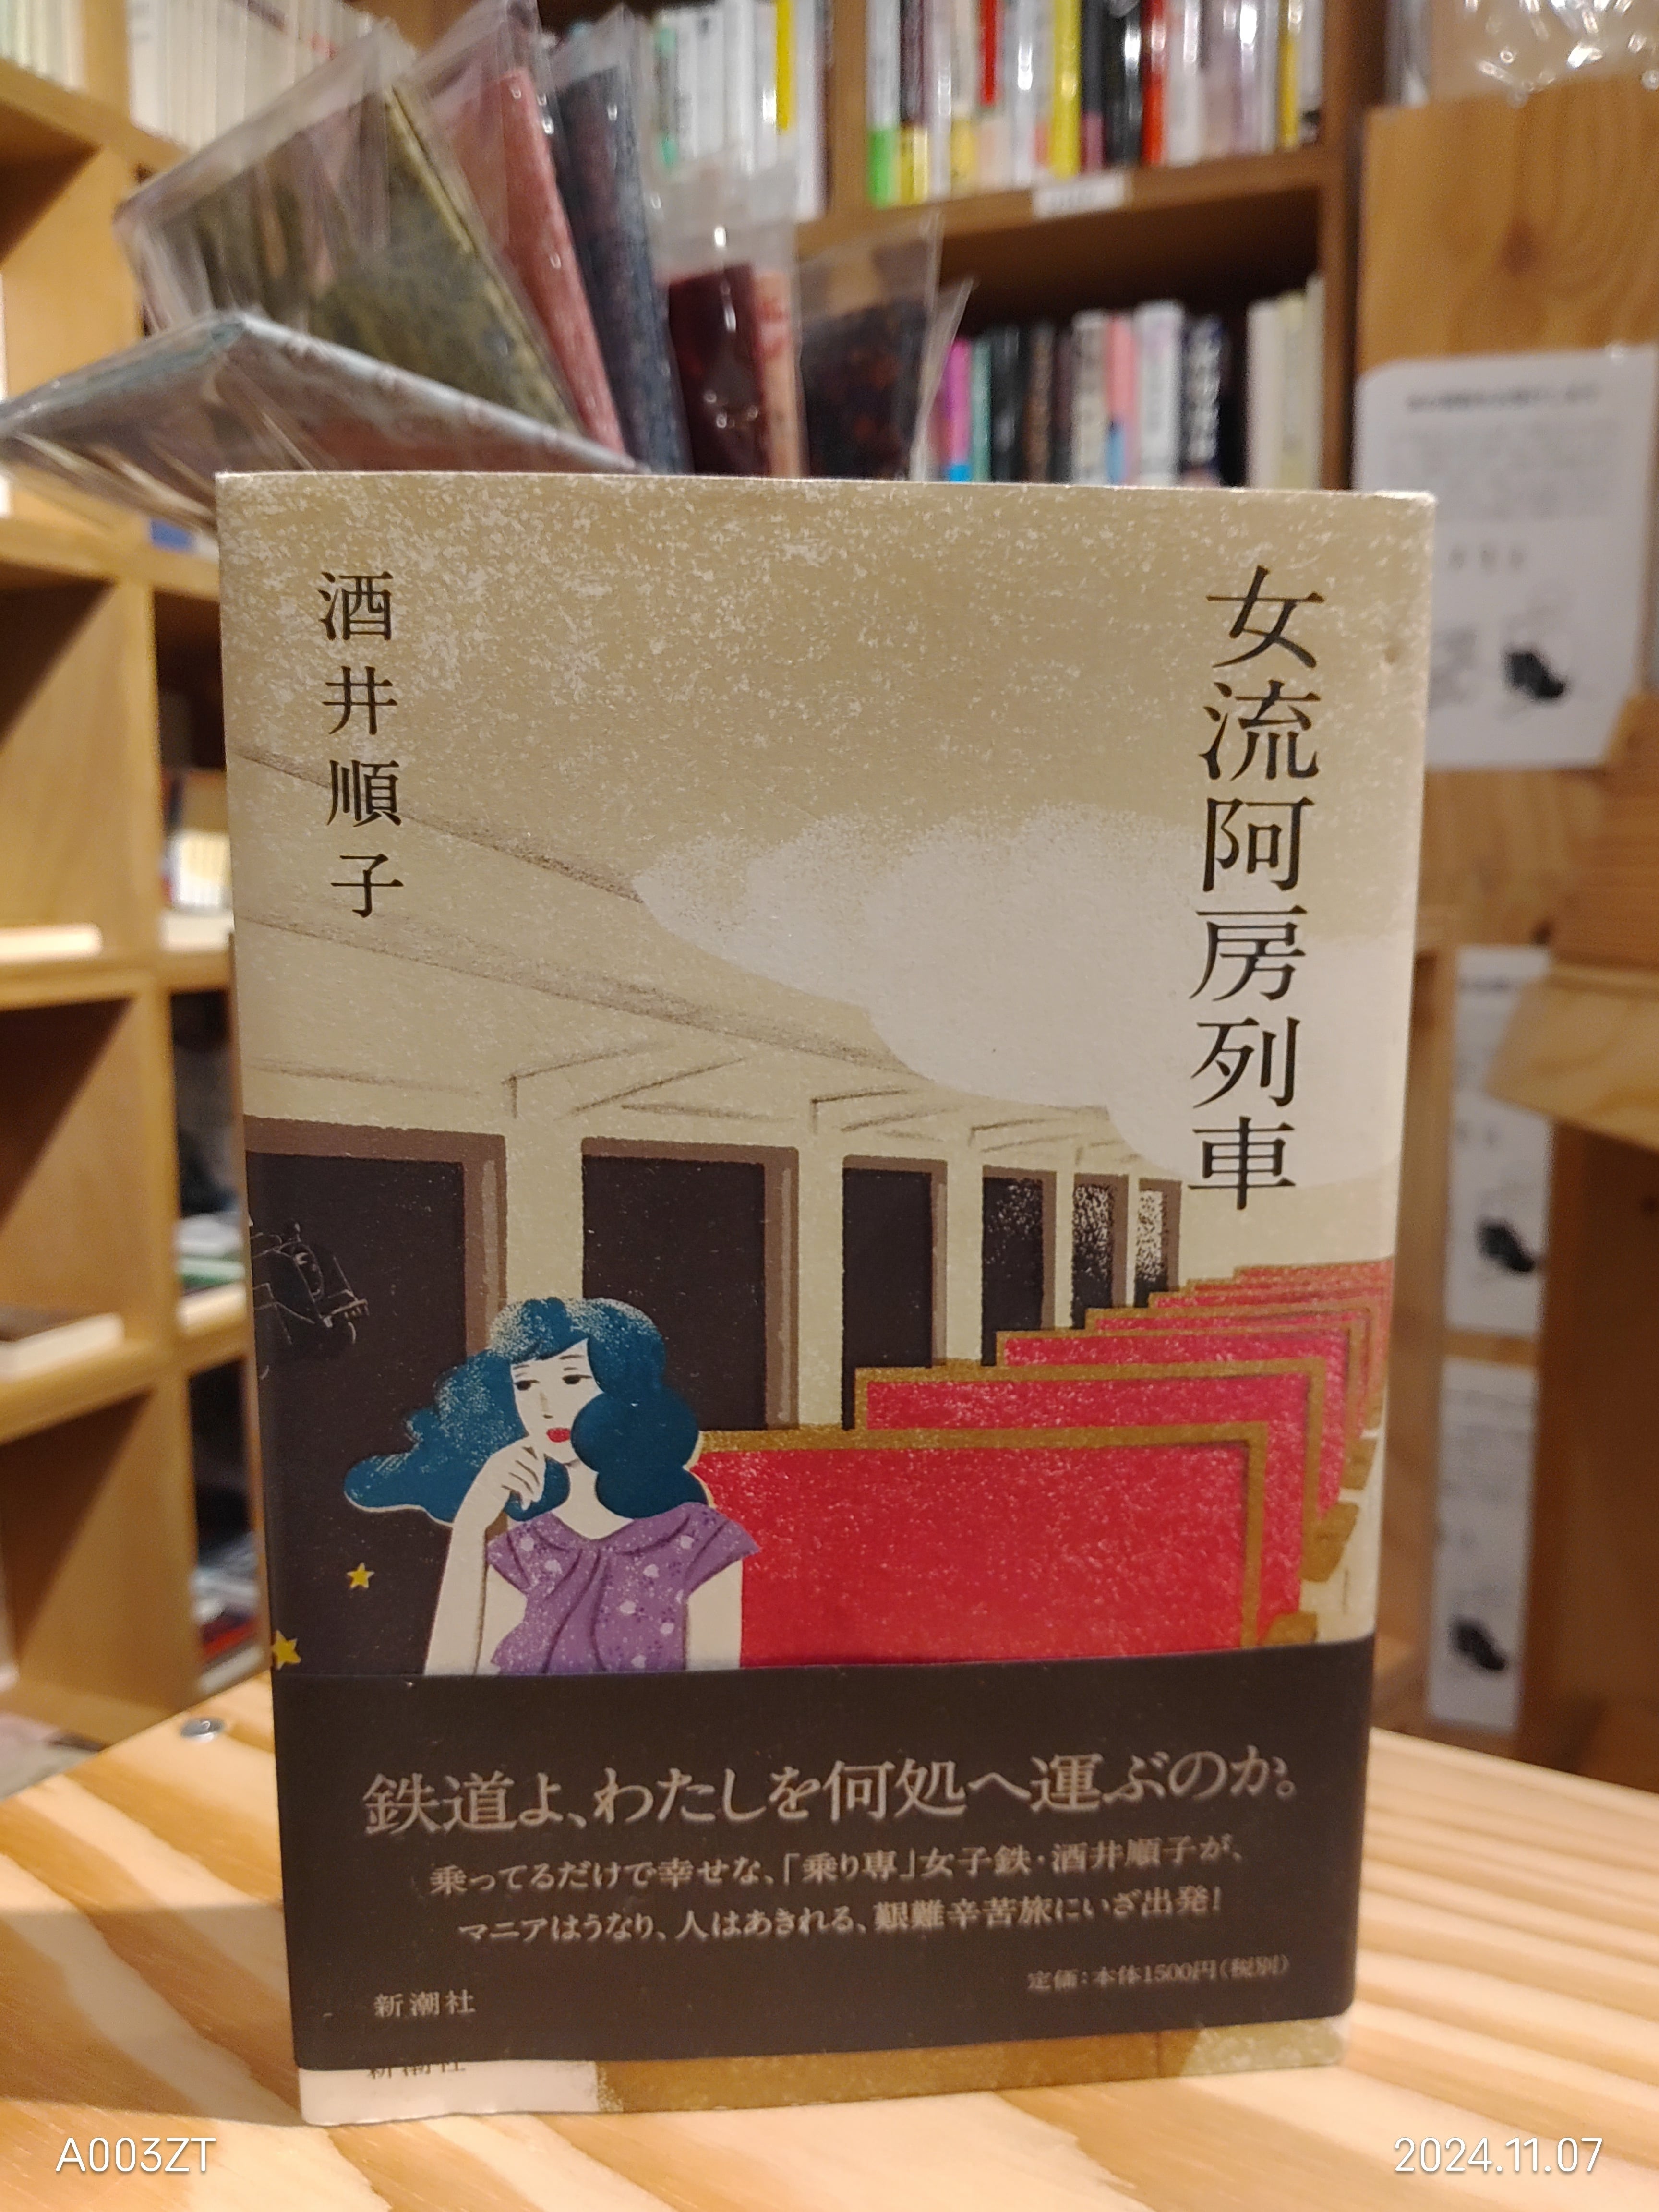 女流阿房列車
酒井順子
鉄道よ、わたしを何処へ運ぶのか。
乗ってるだけで幸せな、「乗り専」女子鉄・酒井順子が、
マニアはうなり、人はあきれる、艱難辛苦旅にいざ出発！
定価：本体1500円（税別）
新潮社
新潮社
A003ZT
2024.11.07